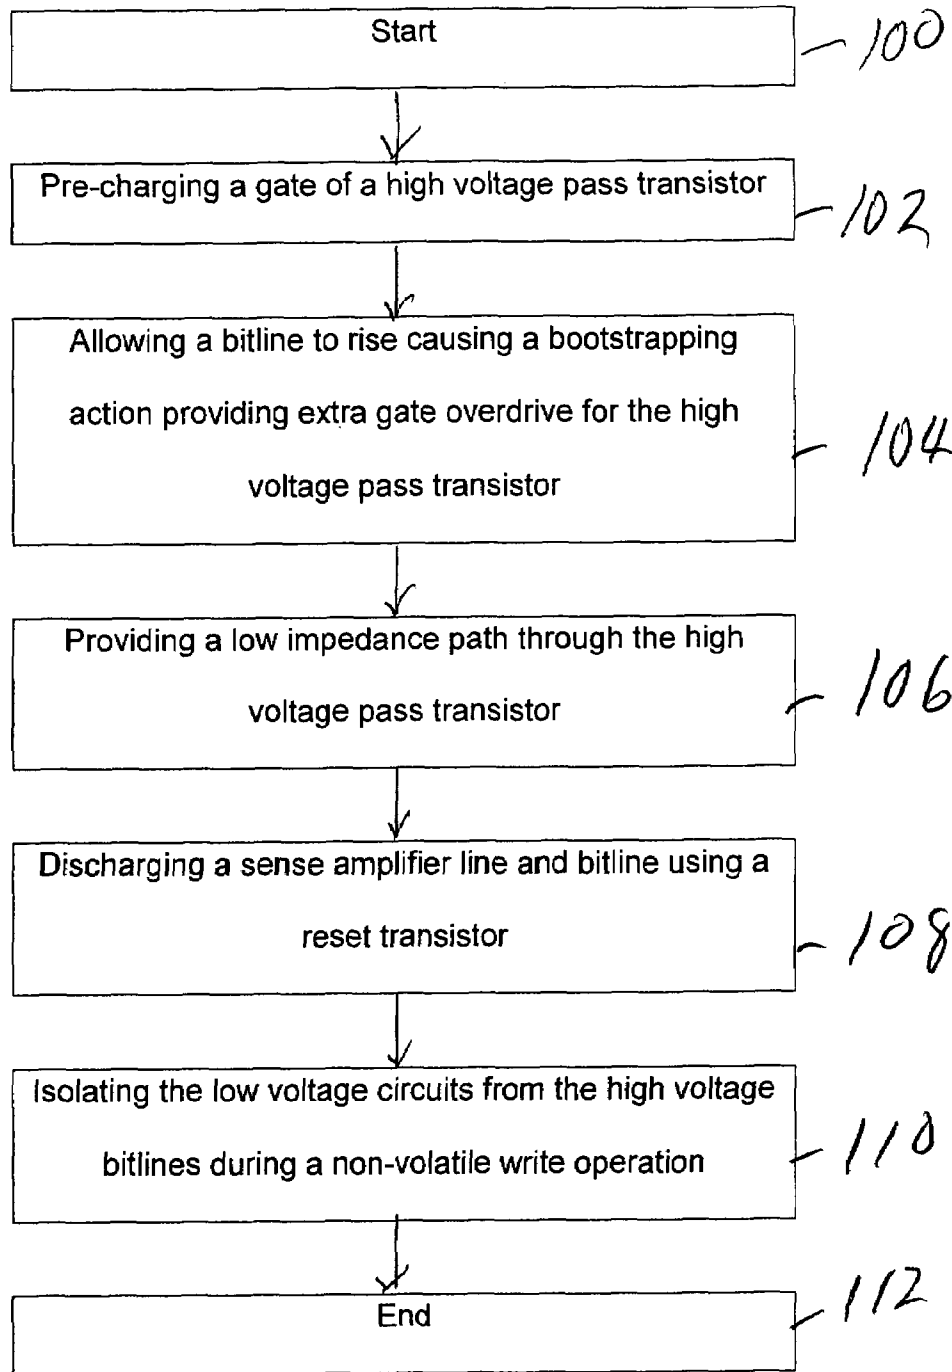 Start
100
Pre-charging a gate of a high voltage pass transistor
102
Allowing a bitline to rise causing a bootstrapping
action providing extra gate overdrive for the high
voltage pass transistor
104
Providing a low impedance path through the high
voltage pass transistor
106
Discharging a sense amplifier line and bitline using a
reset transistor
108
Isolating the low voltage circuits from the high voltage
bitlines during a non-volatile write operation
110
End
112